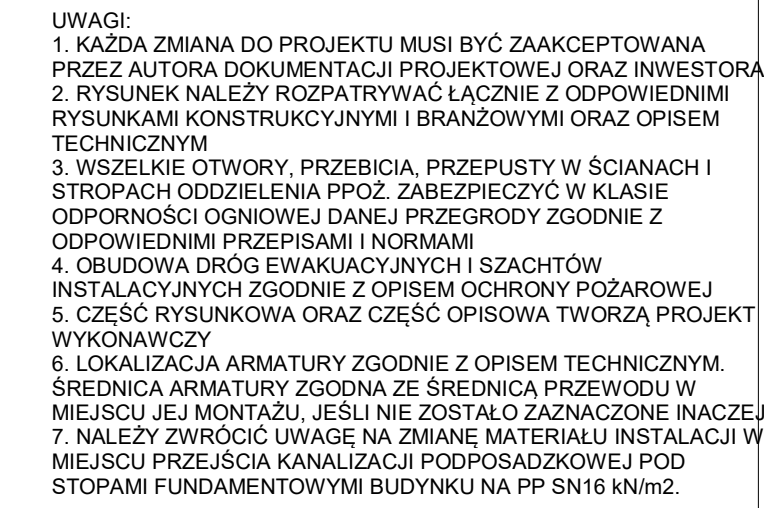 UWAGI:
1. KAŻDA ZMIANA DO PROJEKTU MUSI BYĆ ZAAKCEPTOWANA
PRZEZ AUTORA DOKUMENTACJI PROJEKTOWEJ ORAZ INWESTORA
2. RYSUNEK NALEŻY ROZPATRYWAĆ ŁĄCZNIE Z ODPOWIEDNIMI
RYSUNKAMI KONSTRUKCYJNYMI I BRANŻOWYMI ORAZ OPISEM
TECHNICZNYM
3. WSZELKIE OTWORY, PRZEBICIA, PRZEPUSTY W ŚCIANACH I
STROPACH ODDZIELENIA PPOŻ. ZABEZPIECZYĆ W KLASIE
ODPORNOŚCI OGNIOWEJ DANEJ PRZEGRODY ZGODNIE Z
ODPOWIEDNIMI PRZEPISAMI I NORMAMI
4. OBUDOWA DRÓG EWAKUACYJNYCH I SZACHTÓW
INSTALACYJNYCH ZGODNIE Z OPISEM OCHRONY POŻAROWEJ
5. CZĘŚĆ RYSUNKOWA ORAZ CZĘŚĆ OPISOWA TWORZĄ PROJEKT
WYKONAWCZY
6. LOKALIZACJA ARMATURY ZGODNIE Z OPISEM TECHNICZNYM.
ŚREDNICA ARMATURY ZGODNA ZE ŚREDNICĄ PRZEWODU W
MIEJSCU JEJ MONTAŻU, JEŚLI NIE ZOSTAŁO ZAZNACZONE INACZEJ
7. NALEŻY ZWRÓCIĆ UWAGĘ NA ZMIANĘ MATERIAŁU INSTALACJI W
MIEJSCU PRZEJŚCIA KANALIZACJI PODPOSADZKOWEJ POD
STOPAMI FUNDAMENTOWYMI BUDYNKU NA PP SN16 kN/m2.